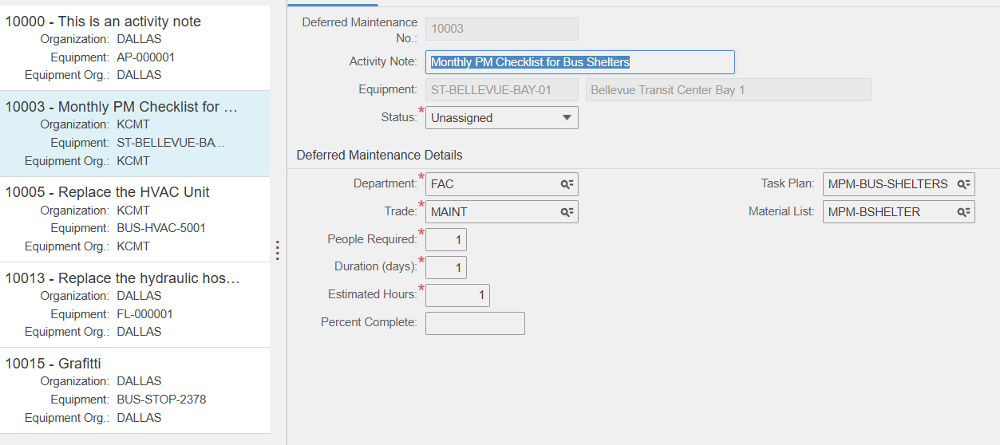 10000 - This is an activity note
Organization: DALLAS
Equipment: AP-000001
Equipment Org.: DALLAS
10003 - Monthly PM Checklist for …
Organization: KCMT
Equipment: ST-BELLEVUE-BA…
Equipment Org.: KCMT
10005 - Replace the HVAC Unit
Organization: KCMT
Equipment: BUS-HVAC-5001
Equipment Org.: KCMT
10013 - Replace the hydraulic hos…
Organization: DALLAS
Equipment: FL-000001
Equipment Org.: DALLAS
10015 - Grafitti
Organization: DALLAS
Equipment: BUS-STOP-2378
Equipment Org.: DALLAS
Deferred Maintenance
No.: 10003
Activity Note: Monthly PM Checklist for Bus Shelters
Equipment: ST-BELLEVUE-BAY-01 Bellevue Transit Center Bay 1
Status:* Unassigned
Deferred Maintenance Details
Department:* FAC Task Plan: MPM-BUS-SHELTERS
Trade:* MAINT Material List: MPM-BSHELTER
People Required:* 1
Duration (days):* 1
Estimated Hours:* 1
Percent Complete: